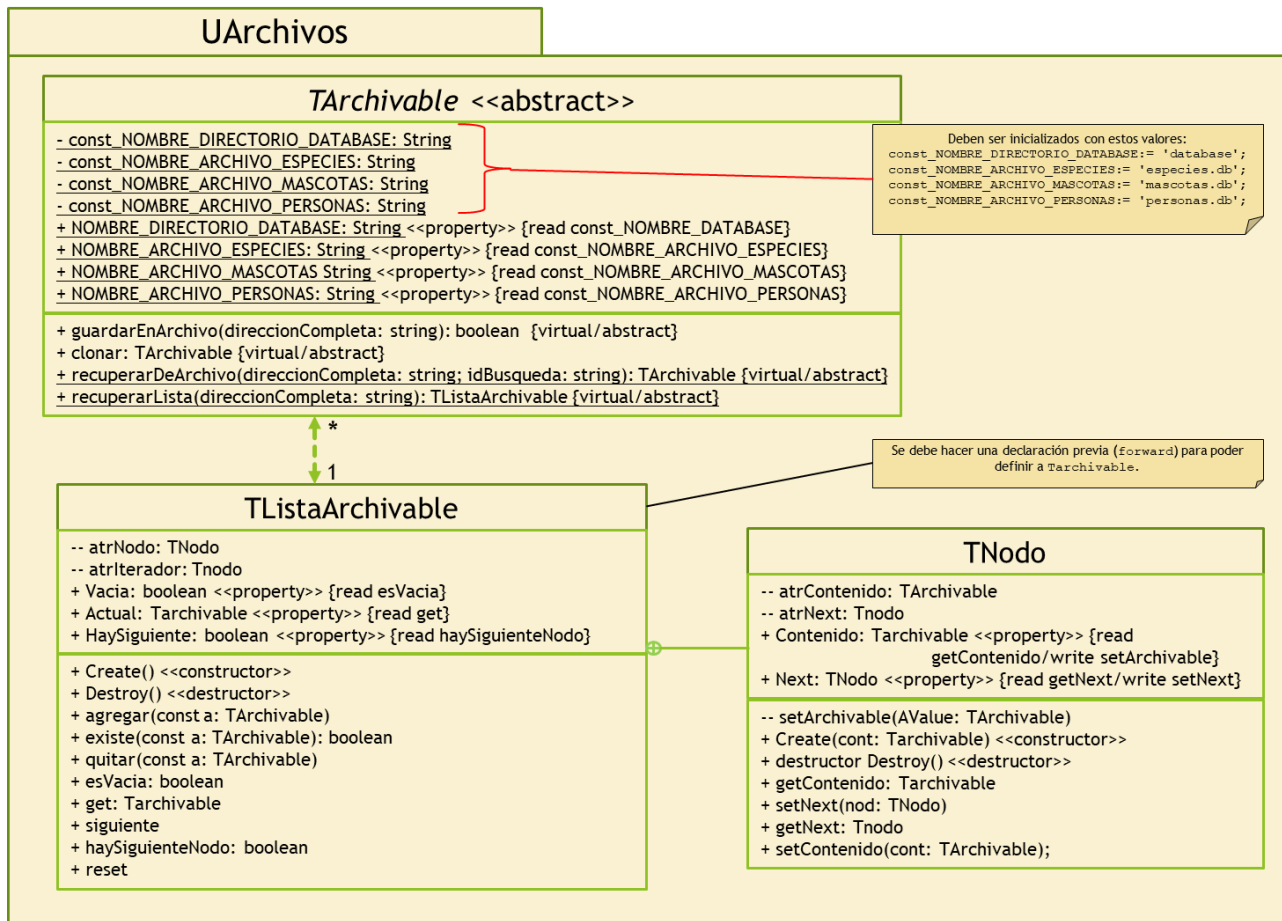 UArchivos
TArchivable <<abstract>>
- const_NOMBRE_DIRECTORIO_DATABASE: String
- const_NOMBRE_ARCHIVO_ESPECIES: String
- const_NOMBRE_ARCHIVO_MASCOTAS: String
- const_NOMBRE_ARCHIVO_PERSONAS: String
+ NOMBRE_DIRECTORIO_DATABASE: String <<property>> {read const_NOMBRE_DATABASE}
+ NOMBRE_ARCHIVO_ESPECIES: String <<property>> {read const_NOMBRE_ARCHIVO_ESPECIES}
+ NOMBRE_ARCHIVO_MASCOTAS String <<property>> {read const_NOMBRE_ARCHIVO_MASCOTAS}
+ NOMBRE_ARCHIVO_PERSONAS: String <<property>> {read const_NOMBRE_ARCHIVO_PERSONAS}
+ guardarEnArchivo(direccionCompleta: string): boolean {virtual/abstract}
+ clonar: TArchivable {virtual/abstract}
+ recuperarDeArchivo(direccionCompleta: string; idBusqueda: string): TArchivable {virtual/abstract}
+ recuperarLista(direccionCompleta: string): TListaArchivable {virtual/abstract}
Deben ser inicializados con estos valores:
const_NOMBRE_DIRECTORIO_DATABASE:= 'database';
const_NOMBRE_ARCHIVO_ESPECIES:= 'especies.db';
const_NOMBRE_ARCHIVO_MASCOTAS:= 'mascotas.db';
const_NOMBRE_ARCHIVO_PERSONAS:= 'personas.db';
*
1
Se debe hacer una declaración previa (forward) para poder
definir a Tarchivable.
TListaArchivable
-- atrNodo: TNodo
-- atrIterador: Tnodo
+ Vacia: boolean <<property>> {read esVacia}
+ Actual: Tarchivable <<property>> {read get}
+ HaySiguiente: boolean <<property>> {read haySiguienteNodo}
+ Create() <<constructor>>
+ Destroy() <<destructor>>
+ agregar(const a: TArchivable)
+ existe(const a: TArchivable): boolean
+ quitar(const a: TArchivable)
+ esVacia: boolean
+ get: Tarchivable
+ siguiente
+ haySiguienteNodo: boolean
+ reset
TNodo
-- atrContenido: TArchivable
-- atrNext: Tnodo
+ Contenido: Tarchivable <<property>> {read
getContenido/write setArchivable}
+ Next: TNodo <<property>> {read getNext/write setNext}
-- setArchivable(AValue: TArchivable)
+ Create(cont: Tarchivable) <<constructor>>
+ destructor Destroy() <<destructor>>
+ getContenido: Tarchivable
+ setNext(nod: TNodo)
+ getNext: Tnodo
+ setContenido(cont: TArchivable);